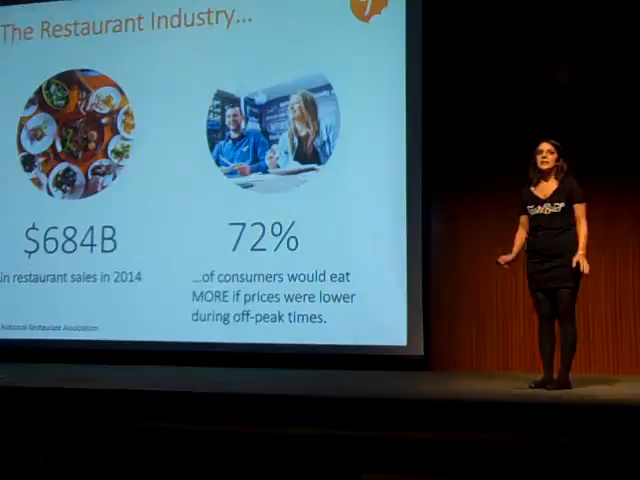 The Restaurant Industry...
$684B
in restaurant sales in 2014
72%
...of consumers would eat
MORE if prices were lower
during off-peak times.
National Restaurant Association